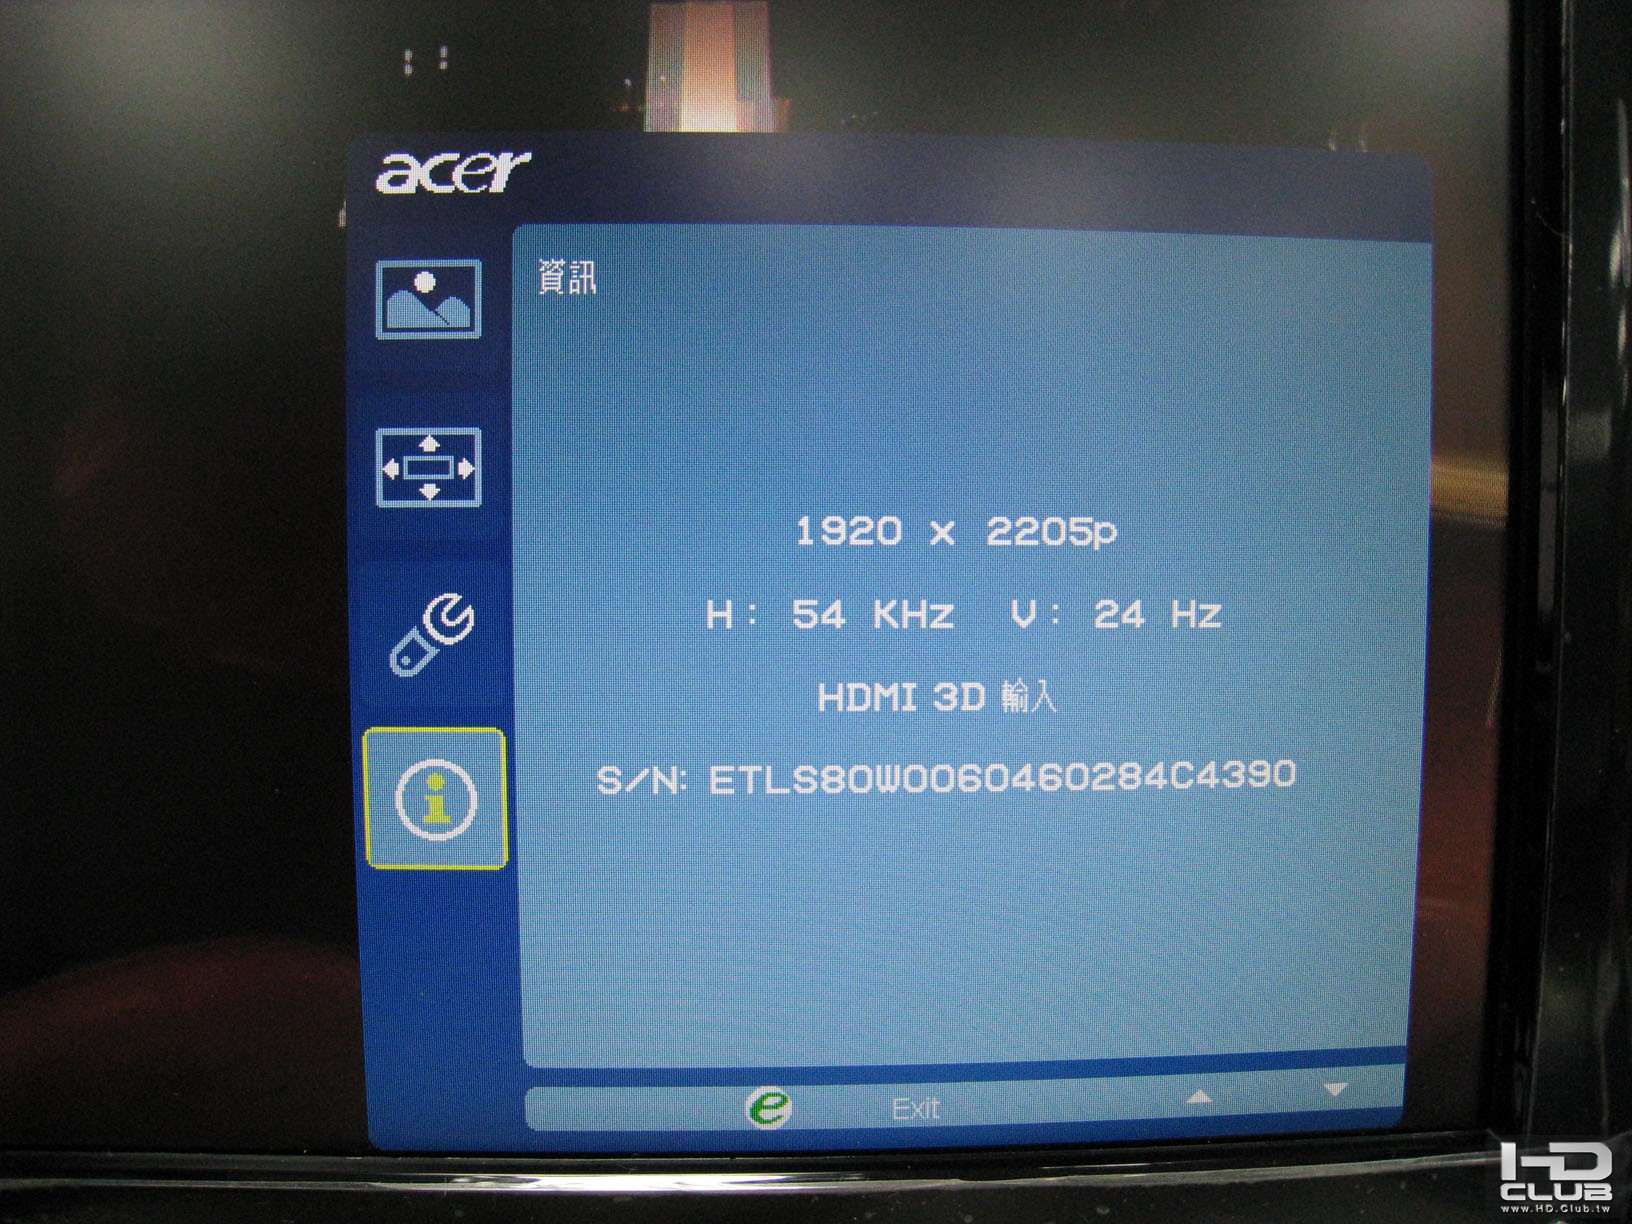 acer
資訊
1920 x 2205p
H: 54 KHz V: 24 Hz
HDMI 3D 輸入
S/N: ETLS80W0060460284C4390
e Exit
HD
CLUB
www.HD.Club.tw